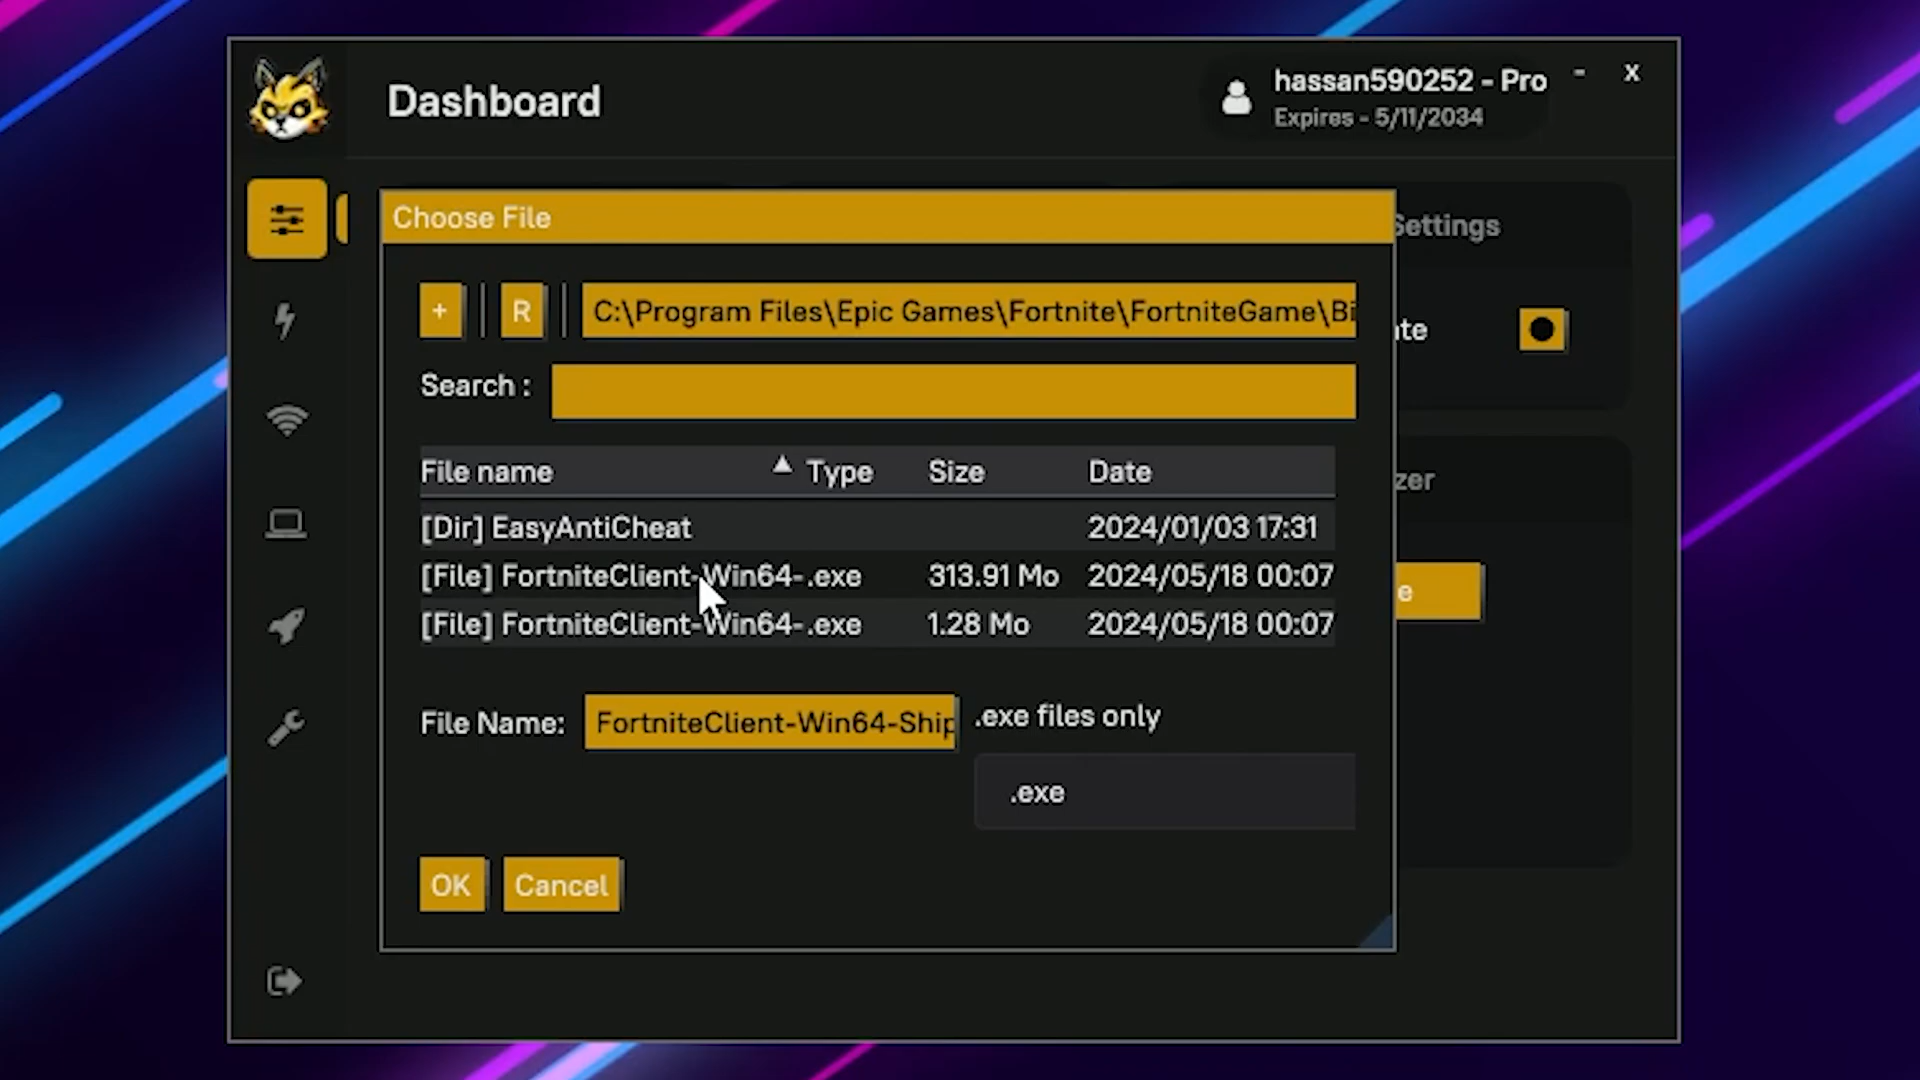 Dashboard
hassan590252 - Pro
Expires - 5/11/2034
- x
Choose File
Settings
+ | R | C:\Program Files\Epic Games\Fortnite\FortniteGame\Bi
Search :
File name Type Size Date
[Dir] EasyAntiCheat 2024/01/03 17:31
[File] FortniteClient-Win64- .exe 313.91 Mo 2024/05/18 00:07
[File] FortniteClient-Win64- .exe 1.28 Mo 2024/05/18 00:07
File Name: FortniteClient-Win64-Ship .exe files only
.exe
OK Cancel